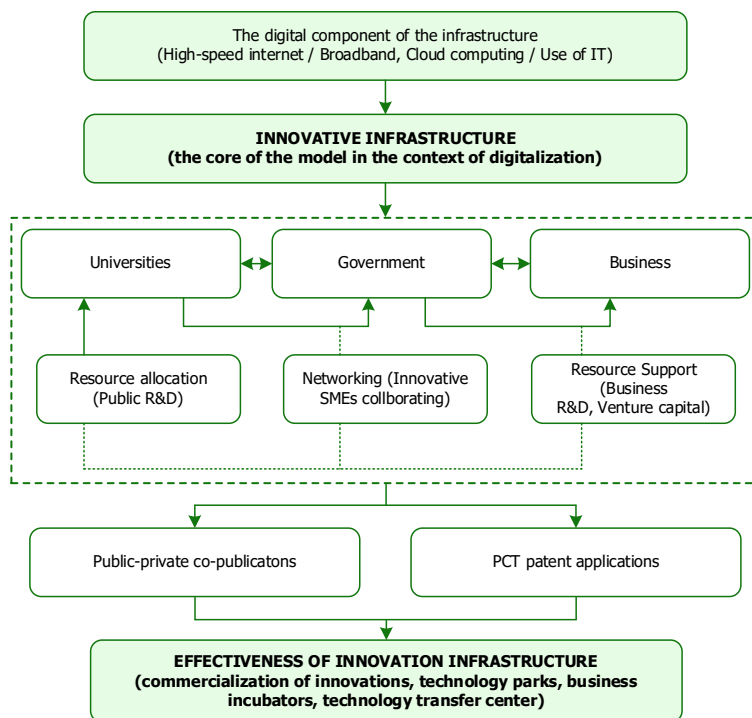 The digital component of the infrastructure
(High-speed internet / Broadband, Cloud computing / Use of IT)
INNOVATIVE INFRASTRUCTURE
(the core of the model in the context of digitalization)
Universities
Government
Business
Resource allocation
(Public R&D)
Networking (Innovative
SMEs collborating)
Resource Support
(Business
R&D, Venture capital)
Public-private co-publicatons
PCT patent applications
EFFECTIVENESS OF INNOVATION INFRASTRUCTURE
(commercialization of innovations, technology parks, business
incubators, technology transfer center)